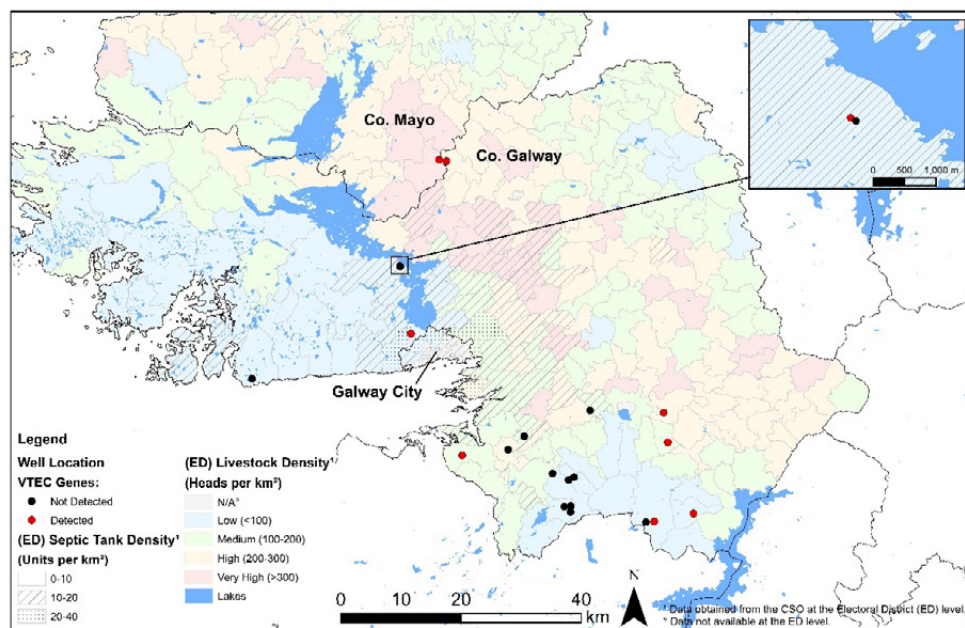 Co. Mayo
Co. Galway
0 500 1,000 m
Galway City
Legend
Well Location
VTEC Genes:
Not Detected
Detected
(ED) Septic Tank Density¹
(Units per km²)
0-10
10-20
20-40
(ED) Livestock Density¹
(Heads per km²)
N/A°
Low (<100)
Medium (100-200)
High (200-300)
Very High (>300)
Lakes
0 10 20 40
km
N
¹ Data obtained from the CSO at the Electoral District (ED) level.
° Data not available at the ED level.